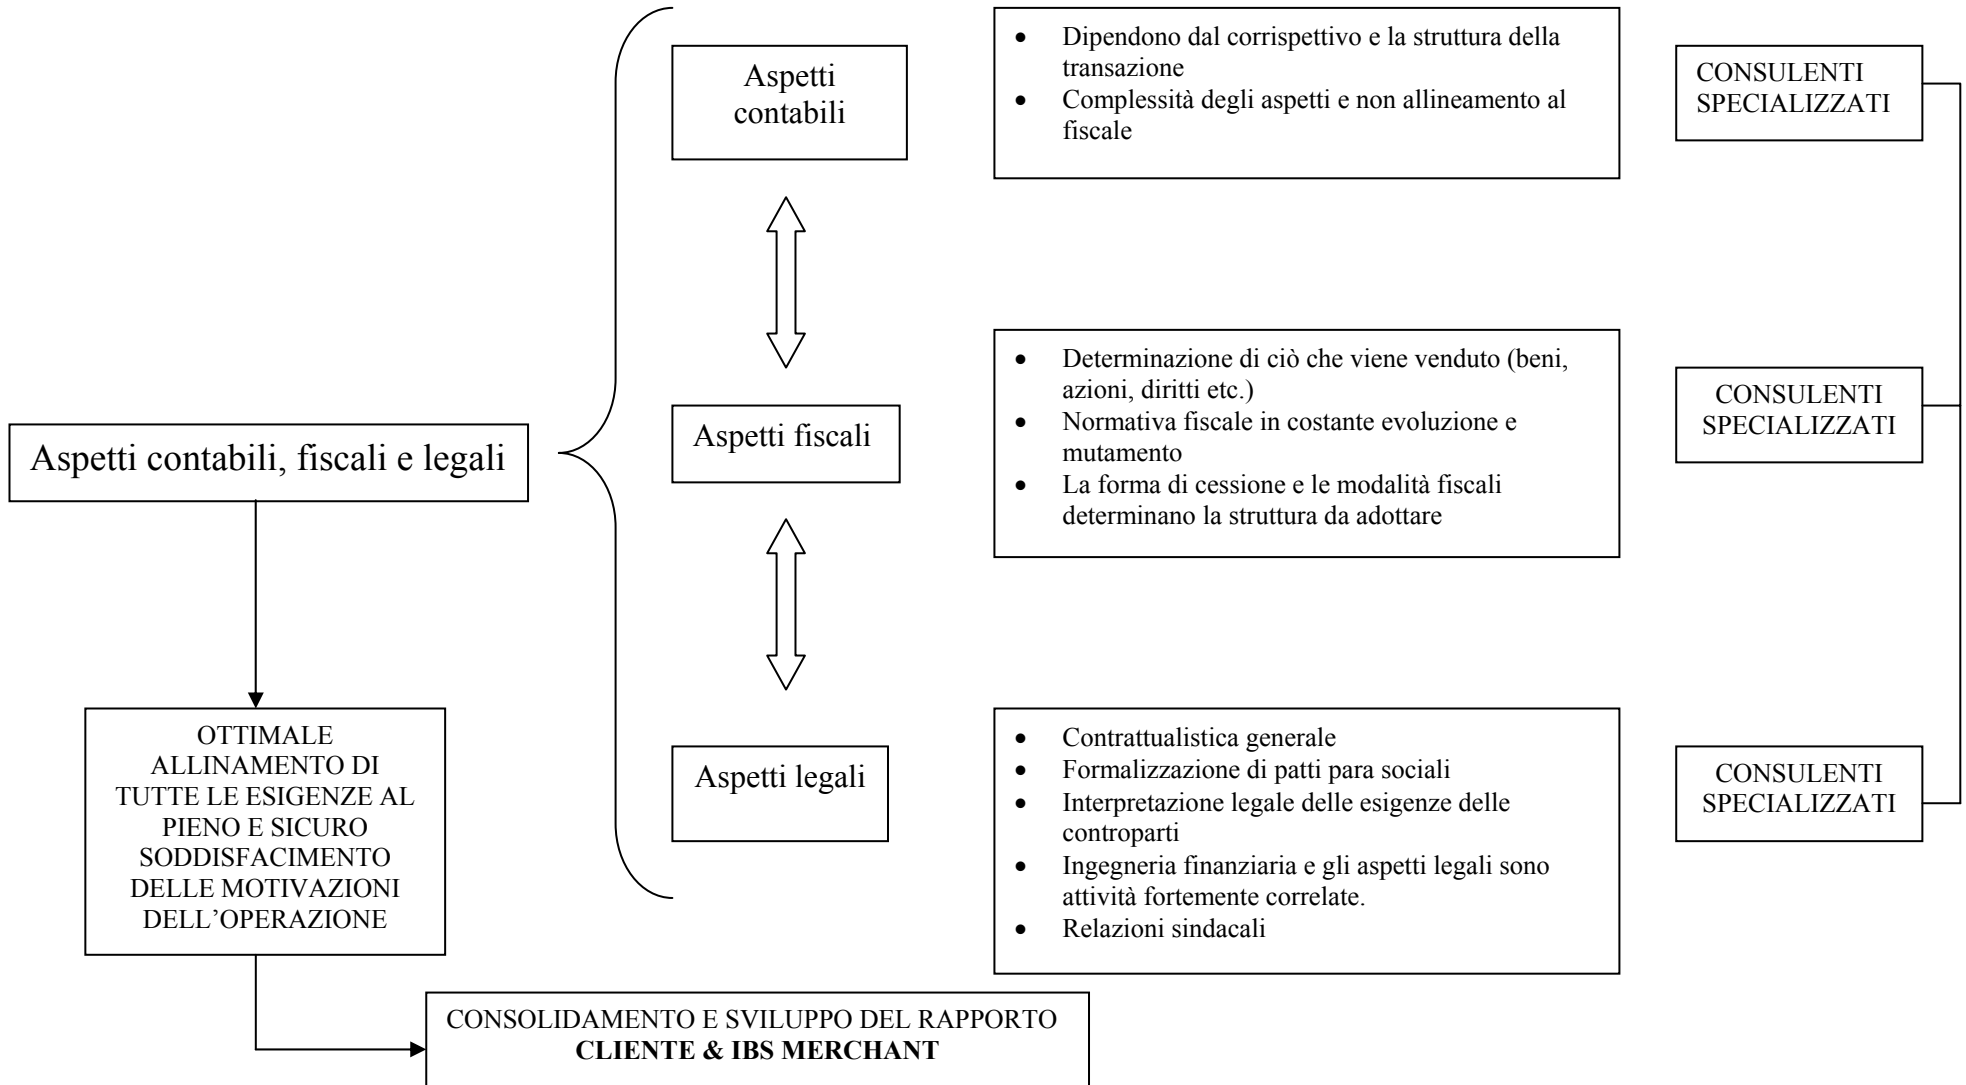 Aspetti
contabili
• Dipendono dal corrispettivo e la struttura della
transazione
• Complessità degli aspetti e non allineamento al
fiscale
CONSULENTI
SPECIALIZZATI
Aspetti contabili, fiscali e legali
Aspetti fiscali
• Determinazione di ciò che viene venduto (beni,
azioni, diritti etc.)
• Normativa fiscale in costante evoluzione e
mutamento
• La forma di cessione e le modalità fiscali
determinano la struttura da adottare
CONSULENTI
SPECIALIZZATI
Aspetti legali
• Contrattualistica generale
• Formalizzazione di patti para sociali
• Interpretazione legale delle esigenze delle
controparti
• Ingegneria finanziaria e gli aspetti legali sono
attività fortemente correlate.
• Relazioni sindacali
CONSULENTI
SPECIALIZZATI
OTTIMALE
ALLINAMENTO DI
TUTTE LE ESIGENZE AL
PIENO E SICURO
SODDISFACIMENTO
DELLE MOTIVAZIONI
DELL’OPERAZIONE
CONSOLIDAMENTO E SVILUPPO DEL RAPPORTO
CLIENTE & IBS MERCHANT